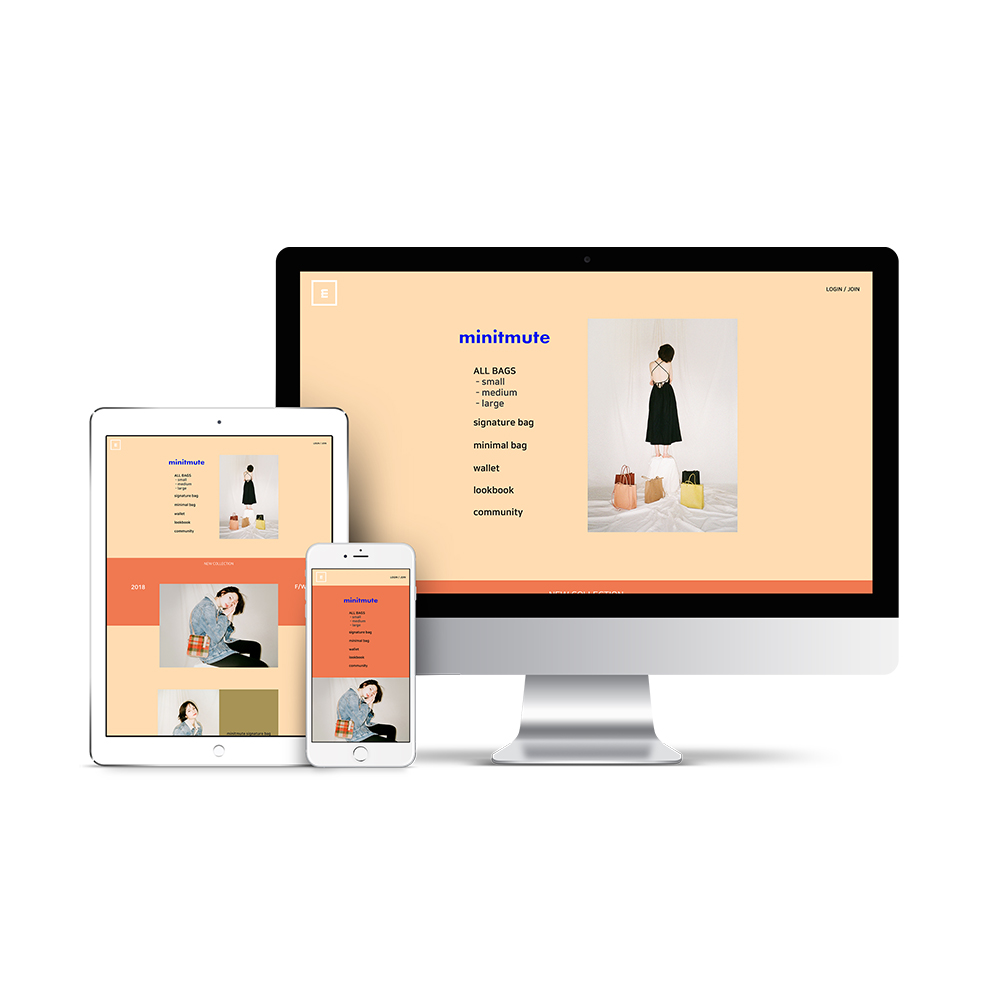 E
LOGIN / JOIN
minitmute
ALL BAGS
- small
- medium
- large
signature bag
minimal bag
wallet
lookbook
community
NEW COLLECTION
E
LOGIN / JOIN
minitmute
ALL BAGS
- small
- medium
- large
signature bag
minimal bag
wallet
lookbook
community
NEW COLLECTION
2018
F/W
minitmute signature bag
E
LOGIN / JOIN
minitmute
ALL BAGS
- small
- medium
- large
signature bag
minimal bag
wallet
lookbook
community